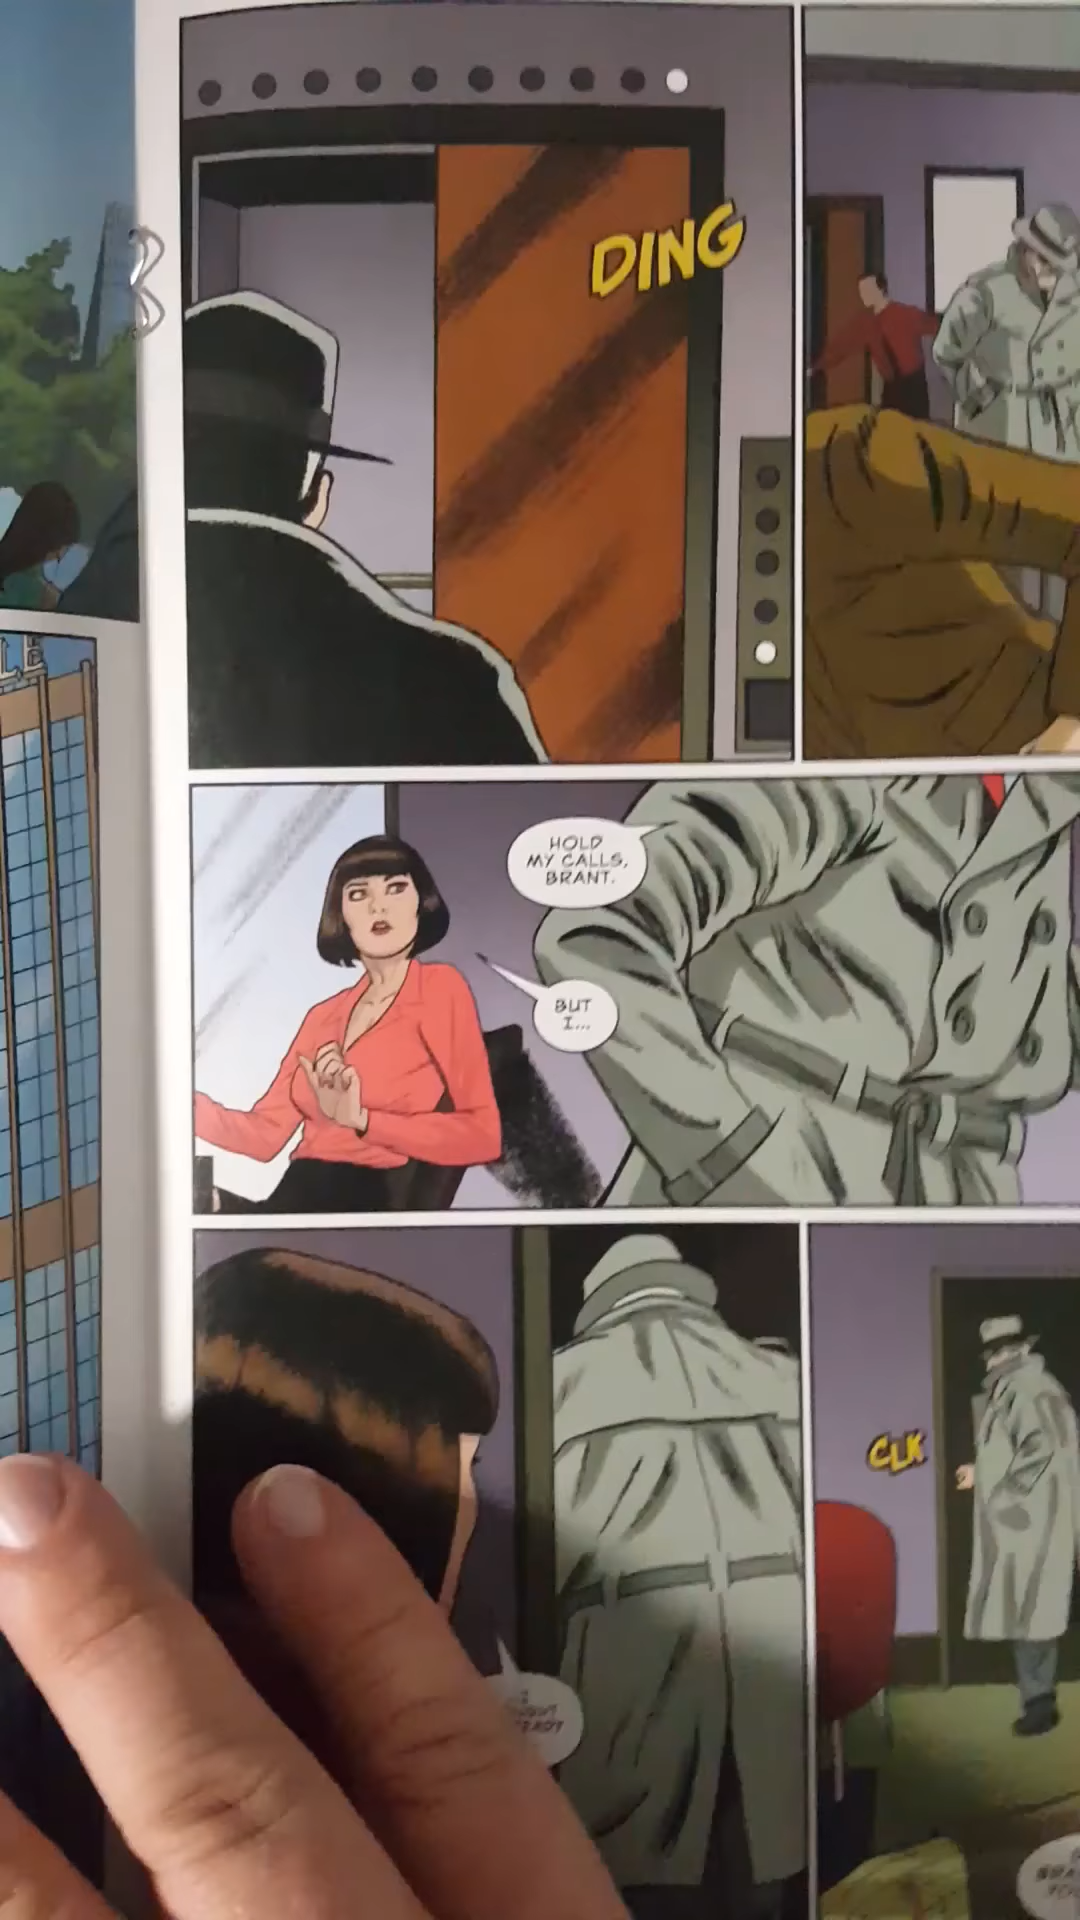 DING
HOLD
MY CALLS,
BRANT.
BUT
I...
I
CLK